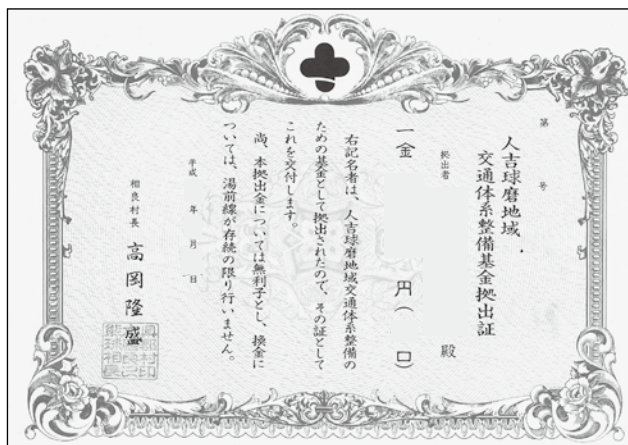 第　号
人吉球磨地域
交通体系整備基金拠出証
拠出者　殿
一金　円（　口）
右記名者は、人吉球磨地域交通体系整備の
ための基金として拠出されたので、その証として
これを交付します。
尚、本拠出金については無利子とし、換金に
ついては、湯前線が存続の限り行いません。
平成　年　月　日
相良村長　高岡隆盛